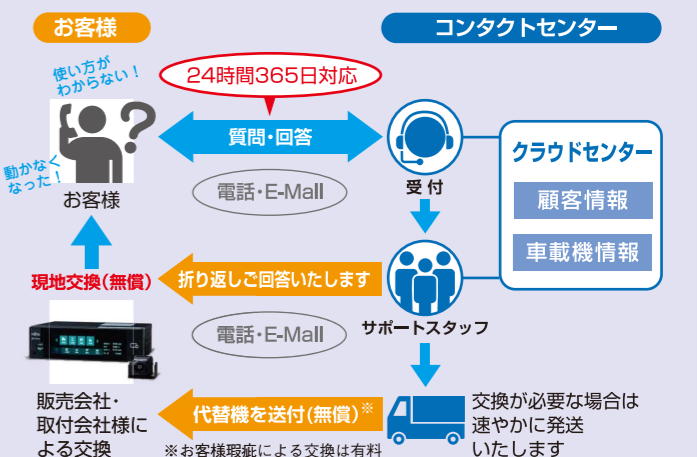 お客様
コンタクトセンター
使い方が
わからない！
24時間365日対応
質問・回答
動かなく
なった！
お客様
電話・E-Mall
受付
クラウドセンター
顧客情報
車載機情報
現地交換(無償)
折り返しご回答いたします
電話・E-Mall
サポートスタッフ
販売会社・
取付会社様に
よる交換
代替機を送付(無償)※
※お客様瑕疵による交換は有料
交換が必要な場合は
速やかに発送
いたします